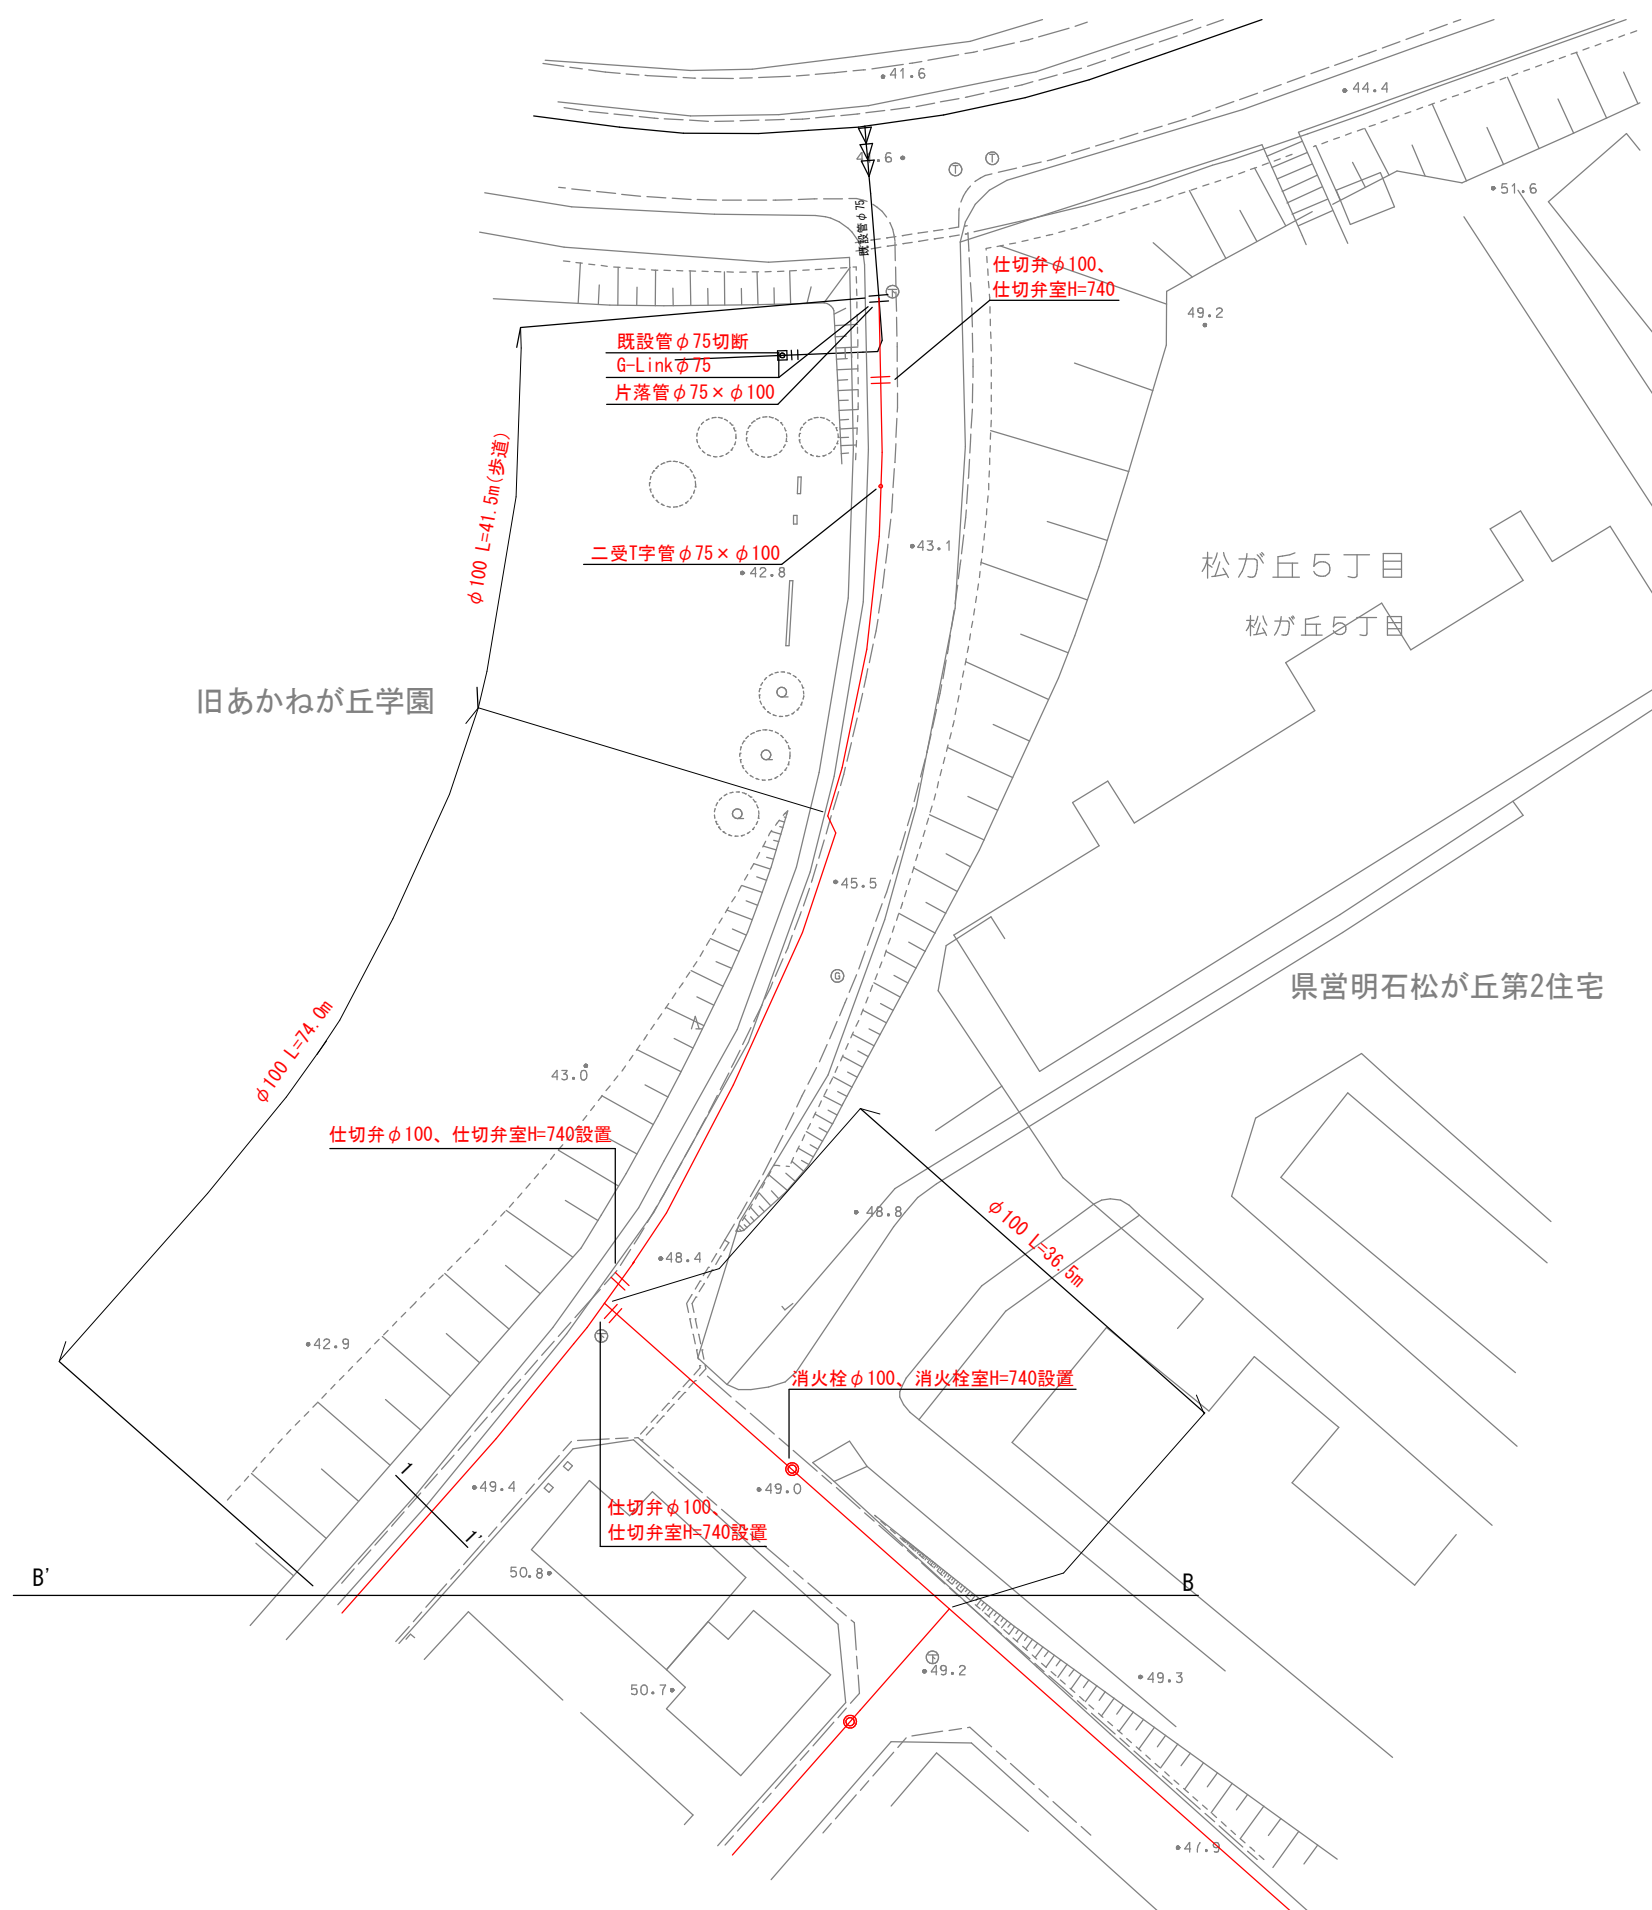 41.6
44.4
51.6
既設管φ75
仕切弁φ100、
仕切弁室H=740
49.2
既設管φ75切断
G-Linkφ75
片落管φ75×φ100
φ100 L=41.5m(歩道)
二受T字管φ75×φ100
43.1
42.8
松が丘5丁目
松が丘5丁目
旧あかねが丘学園
45.5
G
県営明石松が丘第2住宅
φ100 L=74.0m
43.0
仕切弁φ100、仕切弁室H=740設置
48.8
φ100 L=36.5m
48.4
42.9
消火栓φ100、消火栓室H=740設置
1
1'
49.4
49.0
仕切弁φ100、
仕切弁室H=740設置
50.8
B'
B
49.2
49.3
50.7
47.9
T
T
下
下
下